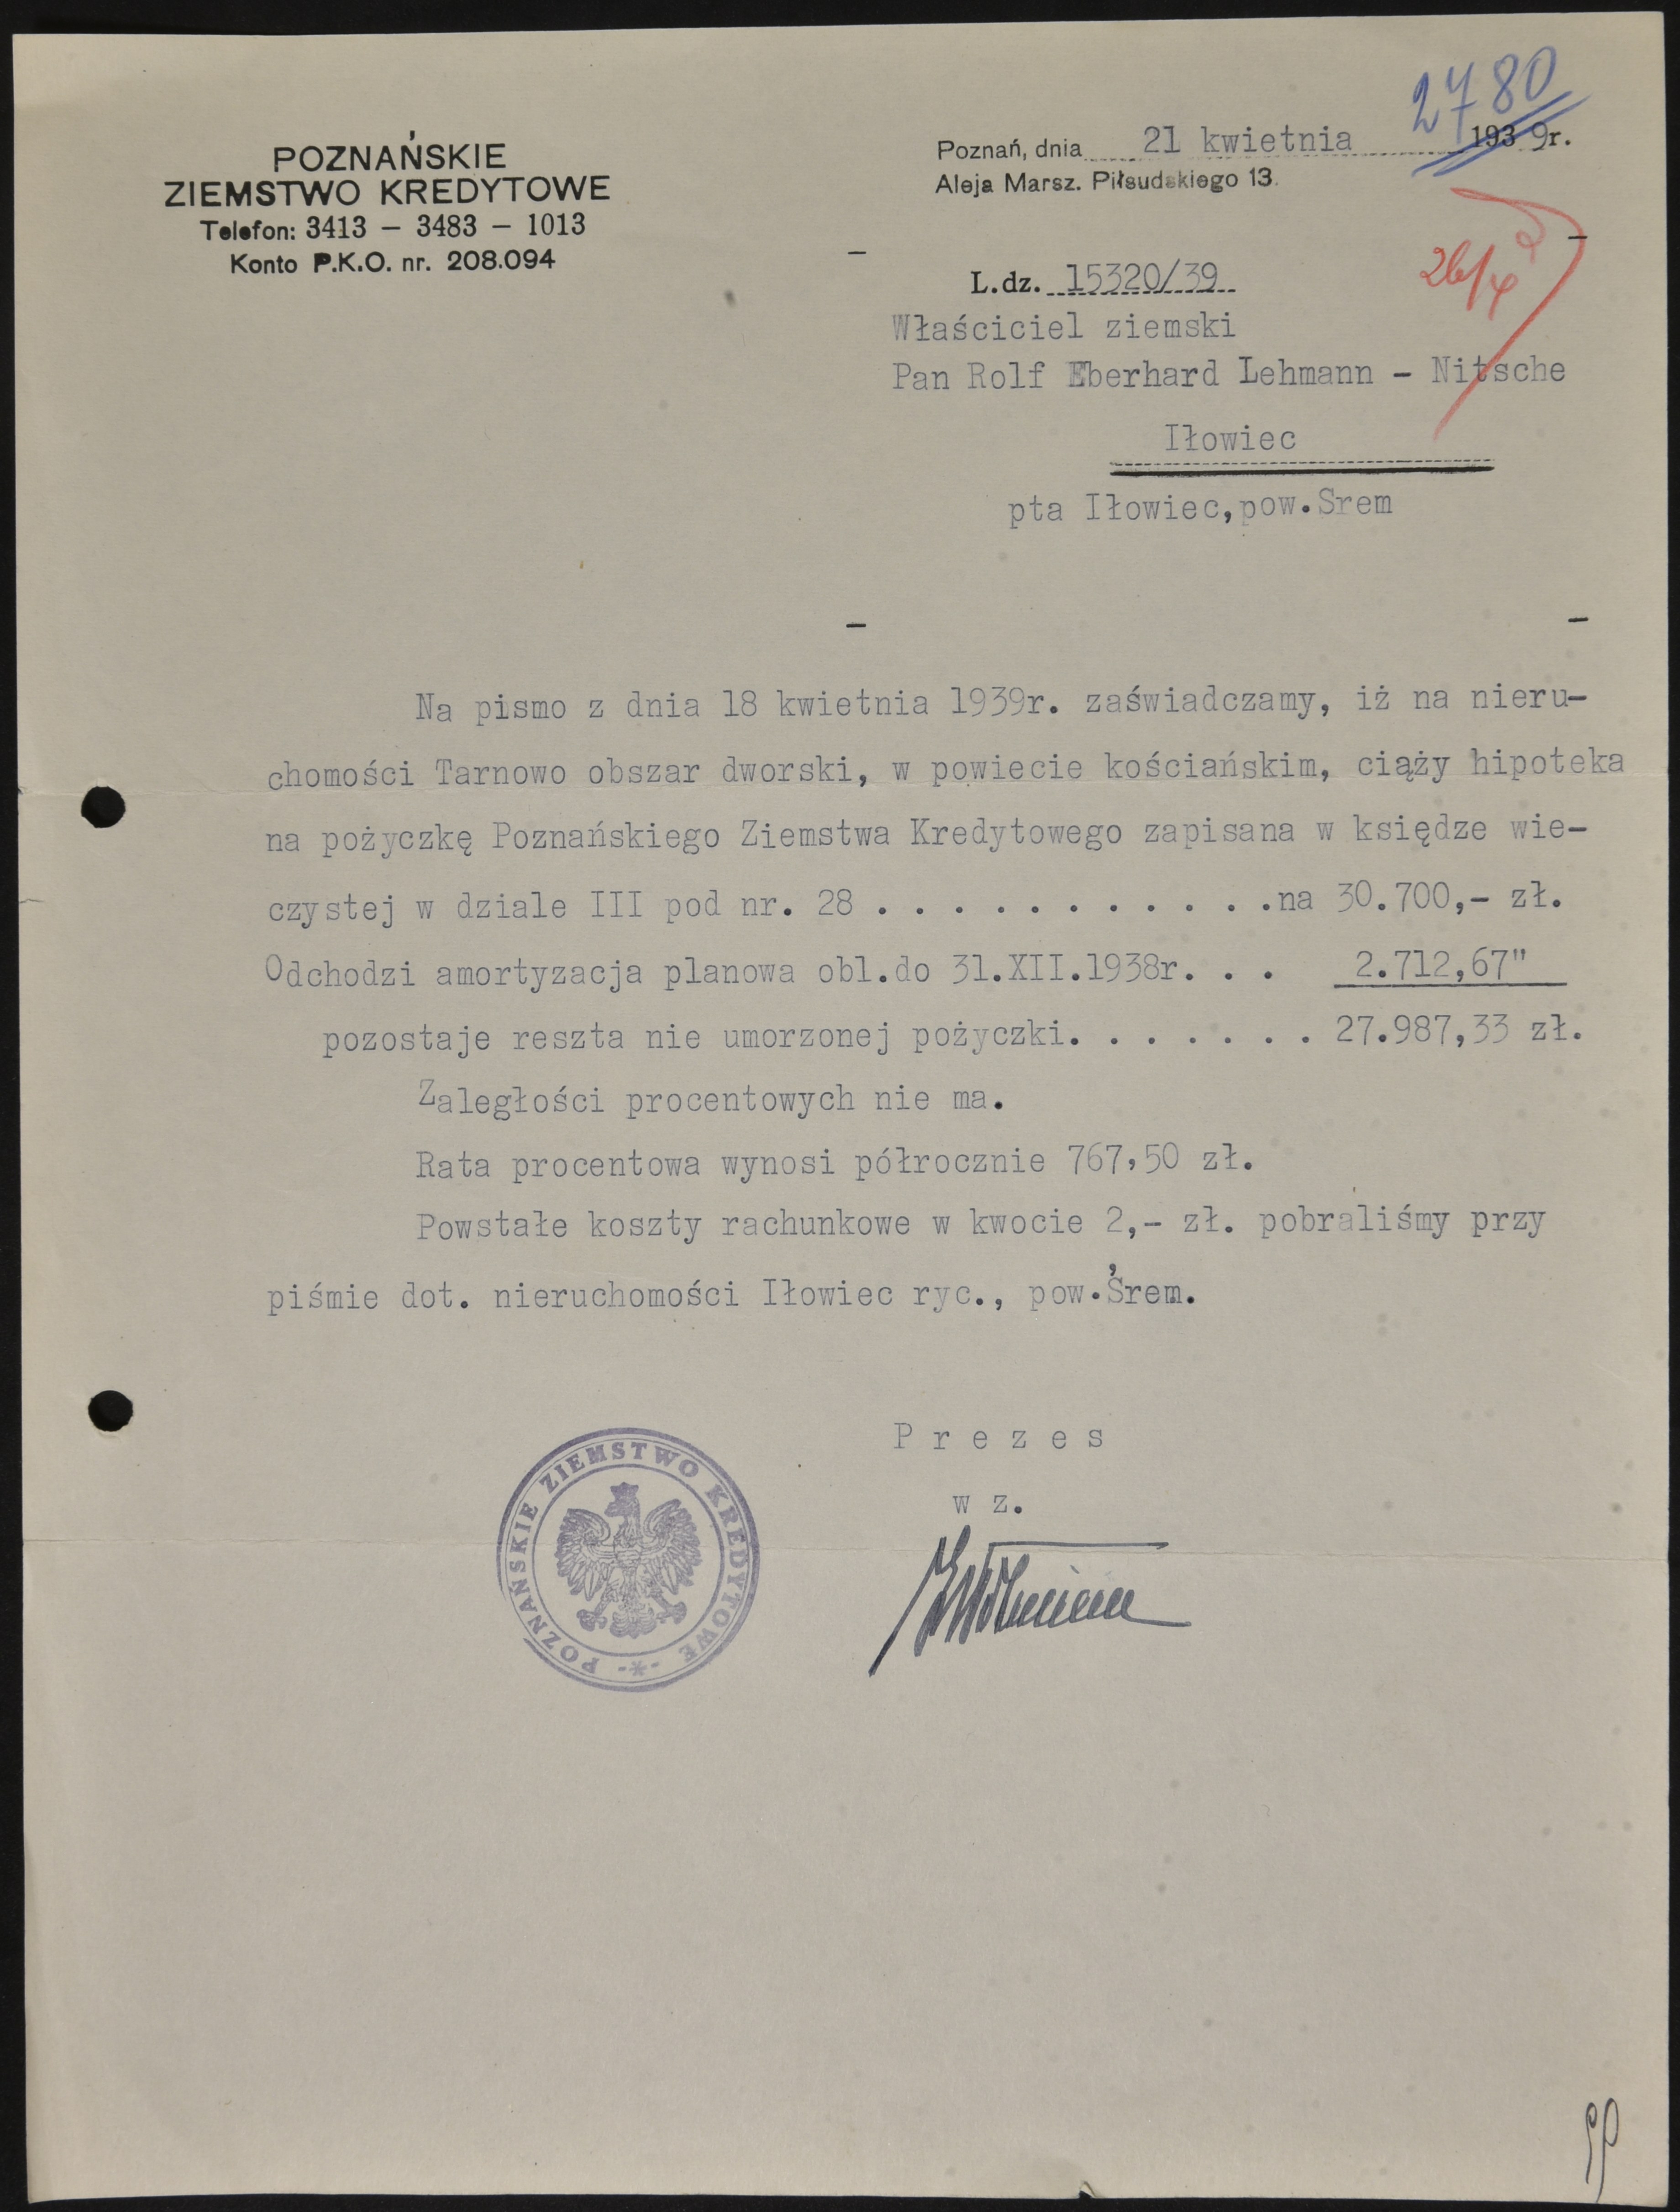 2780
POZNAŃSKIE
ZIEMSTWO KREDYTOWE
Telefon: 3413 — 3483 — 1013
Konto P.K.O. nr. 208.094
Poznań, dnia 21 kwietnia 1939r.
Aleja Marsz. Piłsudskiego 13.
26/4
L.dz. 15320/39
Właściciel ziemski
Pan Rolf Eberhard Lehmann - Nitsche
Iłowiec
pta Iłowiec,pow.Srem
Na pismo z dnia 18 kwietnia 1939r. zaświadczamy, iż na nieru-
chomości Tarnowo obszar dworski, w powiecie kościańskim, ciąży hipoteka
na pożyczkę Poznańskiego Ziemstwa Kredytowego zapisana w księdze wie-
czystej w dziale III pod nr. 28 . . . . . . . . . . .na 30.700,- zł.
Odchodzi amortyzacja planowa obl.do 31.XII.1938r. . . 2.712,67"
pozostaje reszta nie umorzonej pożyczki. . . . . . . 27.987,33 zł.
Zaległości procentowych nie ma.
Rata procentowa wynosi półrocznie 767,50 zł.
Powstałe koszty rachunkowe w kwocie 2,- zł. pobraliśmy przy
piśmie dot. nieruchomości Iłowiec ryc., pow.Śrem.
P r e z e s
w z.
POZNAŃSKIE ZIEMSTWO KREDYTOWE